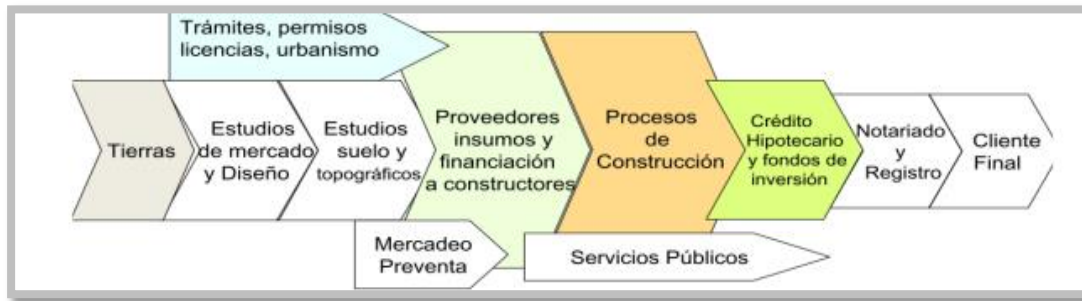 Trámites, permisos
licencias, urbanismo
Tierras
Estudios
de mercado
y Diseño
Estudios
suelo y
topográficos
Proveedores
insumos y
financiación
a constructores
Procesos
de
Construcción
Crédito
Hipotecario
y fondos de
inversión
Notariado
y
Registro
Cliente
Final
Mercadeo
Preventa
Servicios Públicos